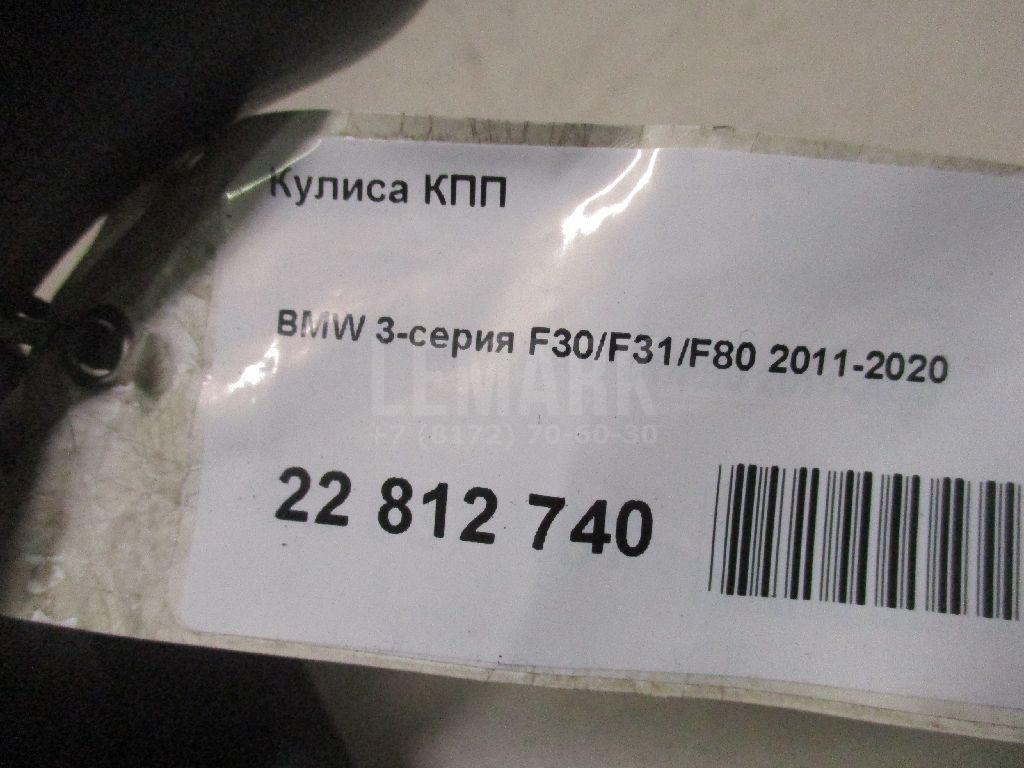 Кулиса КПП
BMW 3-серия F30/F31/F80 2011-2020
LEMARK
+7 (8172) 70-60-30
22 812 740